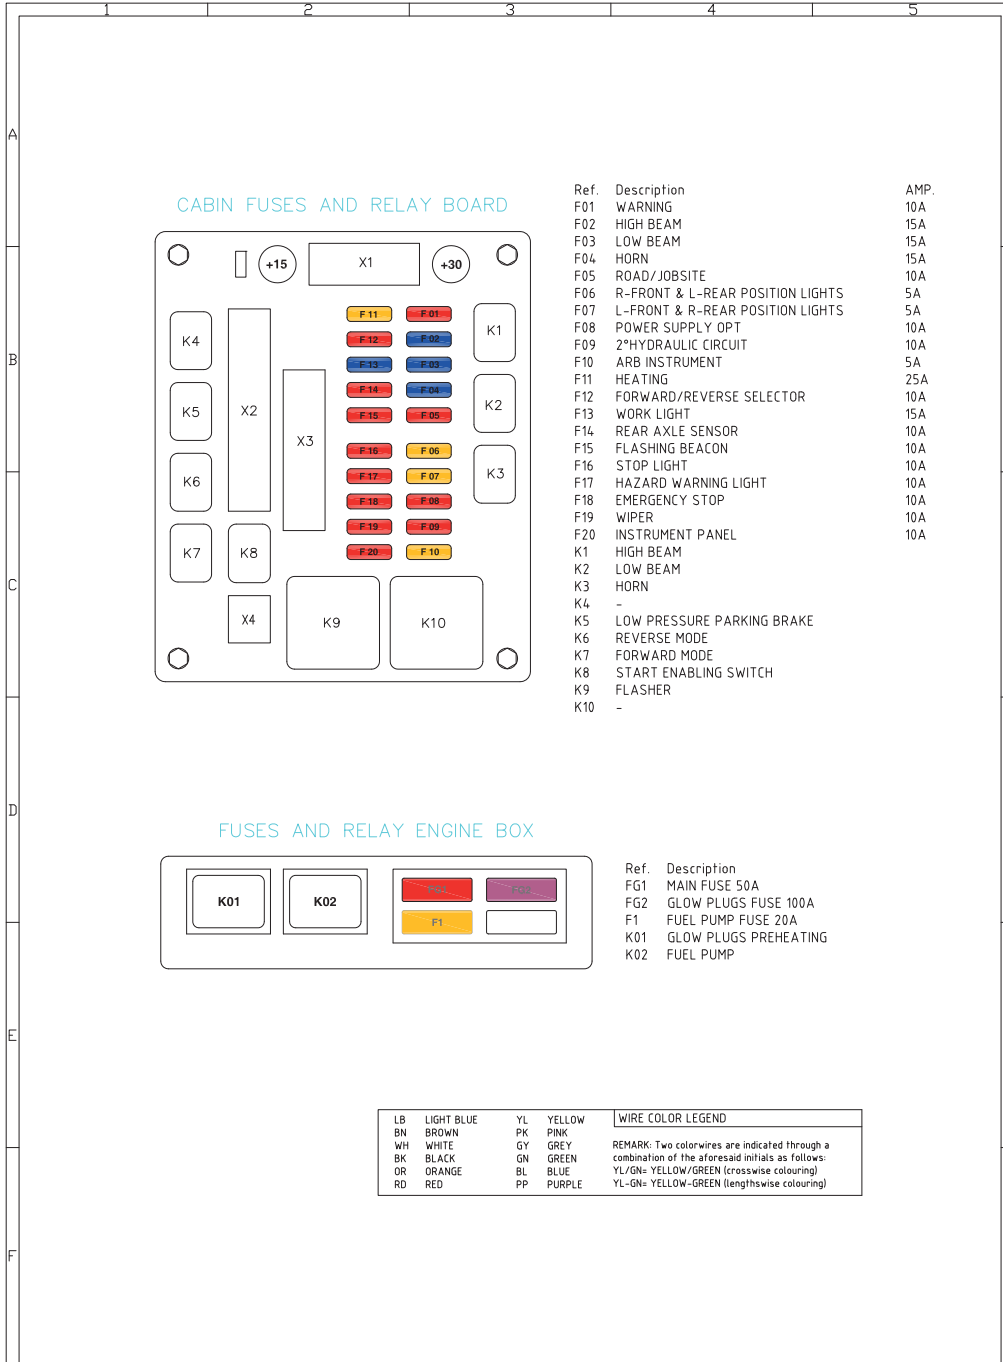 1 2 3 4 5
A
B
C
D
E
F
CABIN FUSES AND RELAY BOARD
+15 X1 +30
K4 X2 X3 K1
K5 K2
K6 K3
K7 K8
X4 K9 K10
F 11 F 01
F 12 F 02
F 13 F 03
F 14 F 04
F 15 F 05
F 16 F 06
F 17 F 07
F 18 F 08
F 19 F 09
F 20 F 10
Ref. Description AMP.
F01 WARNING 10A
F02 HIGH BEAM 15A
F03 LOW BEAM 15A
F04 HORN 15A
F05 ROAD/JOBSITE 10A
F06 R-FRONT & L-REAR POSITION LIGHTS 5A
F07 L-FRONT & R-REAR POSITION LIGHTS 5A
F08 POWER SUPPLY OPT 10A
F09 2°HYDRAULIC CIRCUIT 10A
F10 ARB INSTRUMENT 5A
F11 HEATING 25A
F12 FORWARD/REVERSE SELECTOR 10A
F13 WORK LIGHT 15A
F14 REAR AXLE SENSOR 10A
F15 FLASHING BEACON 10A
F16 STOP LIGHT 10A
F17 HAZARD WARNING LIGHT 10A
F18 EMERGENCY STOP 10A
F19 WIPER 10A
F20 INSTRUMENT PANEL 10A
K1 HIGH BEAM
K2 LOW BEAM
K3 HORN
K4 -
K5 LOW PRESSURE PARKING BRAKE
K6 REVERSE MODE
K7 FORWARD MODE
K8 START ENABLING SWITCH
K9 FLASHER
K10 -
FUSES AND RELAY ENGINE BOX
K01 K02 FG1 FG2
F1
Ref. Description
FG1 MAIN FUSE 50A
FG2 GLOW PLUGS FUSE 100A
F1 FUEL PUMP FUSE 20A
K01 GLOW PLUGS PREHEATING
K02 FUEL PUMP
LB LIGHT BLUE YL YELLOW
BN BROWN PK PINK
WH WHITE GY GREY
BK BLACK GN GREEN
OR ORANGE BL BLUE
RD RED PP PURPLE
WIRE COLOR LEGEND
REMARK: Two colorwires are indicated through a
combination of the aforesaid initials as follows:
YL/GN= YELLOW/GREEN (crosswise colouring)
YL-GN= YELLOW-GREEN (lengthswise colouring)